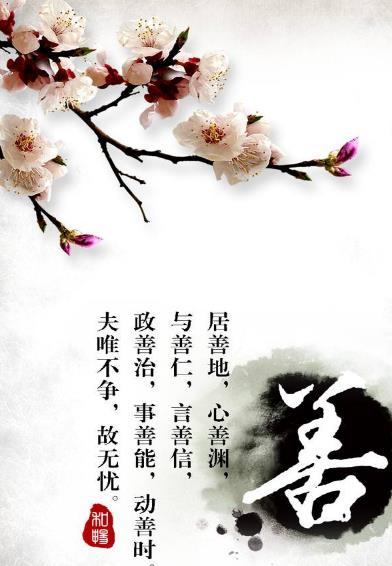 善
居善地，心善渊，
与善仁，言善信，
政善治，事善能，动善时。
夫唯不争，故无忧。